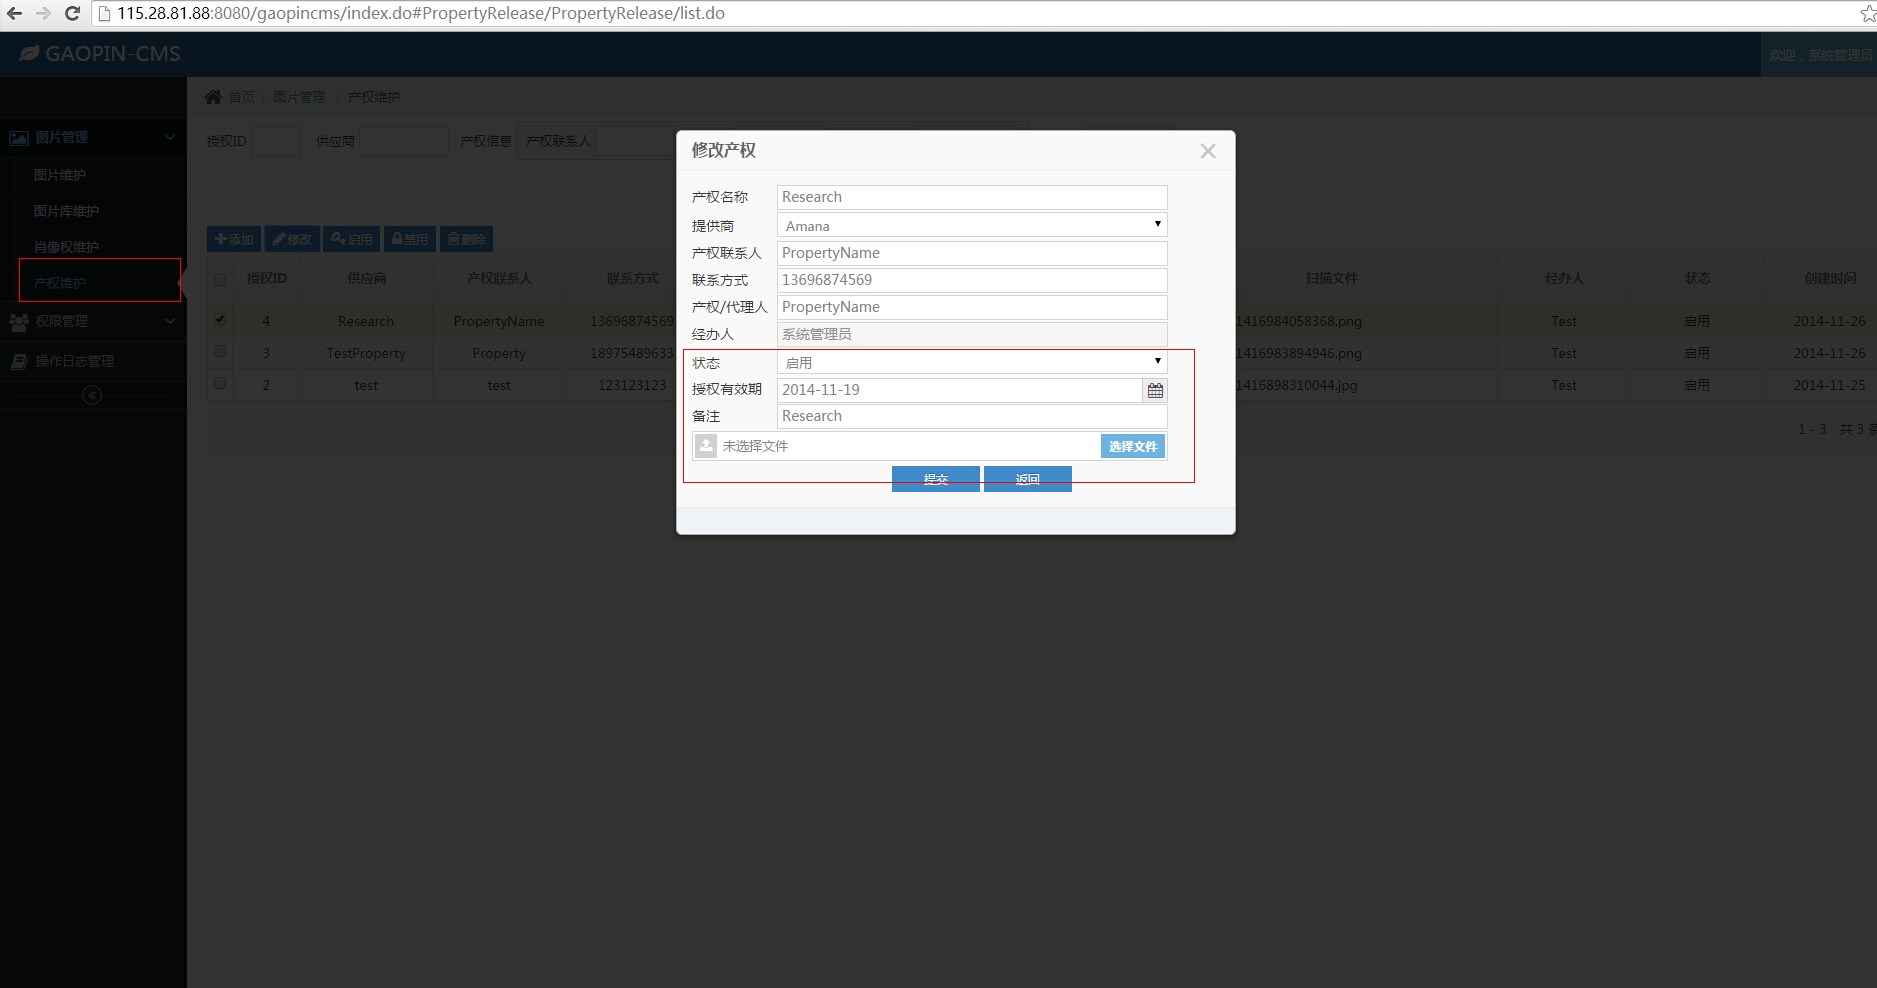 115.28.81.88:8080/gaopincms/index.do#PropertyRelease/PropertyRelease/list.do
GAOPIN-CMS
欢迎，系统管理员
首页 > 图片管理 > 产权维护
图片管理
图片维护
图片库维护
肖像权维护
产权维护
权限管理
操作日志管理
授权ID 供应商 产权信息 产权联系人
添加 修改 启用 禁用 删除
授权ID 供应商 产权联系人 联系方式 扫描文件 经办人 状态 创建时间
4 Research PropertyName 13696874569 1416984058368.png Test 启用 2014-11-26
3 TestProperty Property 18975489633 1416983894946.png Test 启用 2014-11-26
2 test test 123123123 1416898310044.jpg Test 启用 2014-11-25
1 - 3 共 3 条
修改产权
产权名称 Research
提供商 Amana
产权联系人 PropertyName
联系方式 13696874569
产权/代理人 PropertyName
经办人 系统管理员
状态 启用
授权有效期 2014-11-19
备注 Research
未选择文件 选择文件
提交 返回